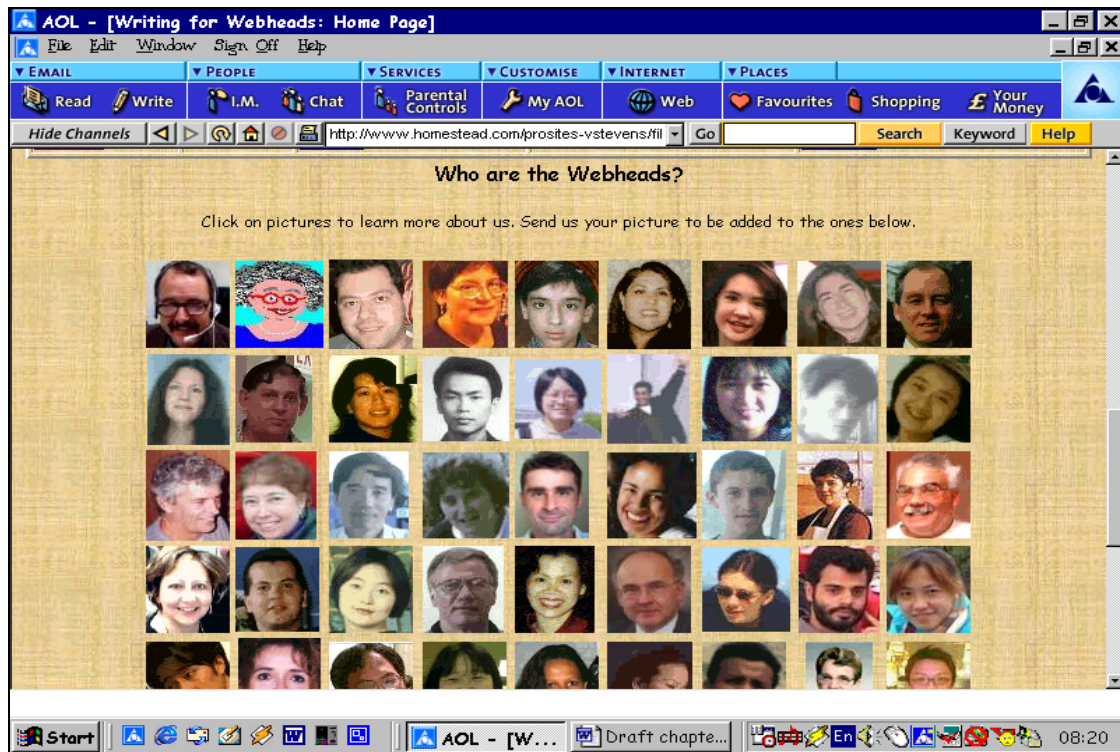 AOL - [Writing for Webheads: Home Page]
File Edit Window Sign Off Help
EMAIL PEOPLE SERVICES CUSTOMISE INTERNET PLACES
Read Write I.M. Chat Parental Controls My AOL Web Favourites Shopping £ Your Money
Hide Channels http://www.homestead.com/prosites-vstevens/fil Go Search Keyword Help
Who are the Webheads?
Click on pictures to learn more about us. Send us your picture to be added to the ones below.
Start AOL - [W... Draft chapte... En 08:20